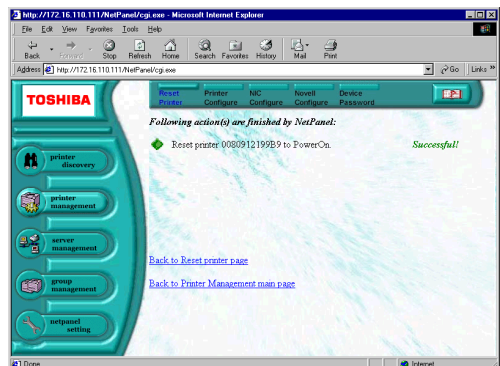 http://172.16.110.111/NetPanel/cgi.exe - Microsoft Internet Explorer
File Edit View Favorites Tools Help
Back Forward Stop Refresh Home Search Favorites History Mail Print
Address http://172.16.110.111/NetPanel/cgi.exe Go Links »
TOSHIBA
Reset Printer
Printer Configure
NIC Configure
Novell Configure
Device Password
Following action(s) are finished by NetPanel:
Reset printer 0080912199B9 to PowerOn. Successful!
printer discovery
printer management
server management
group management
netpanel setting
Back to Reset printer page
Back to Printer Management main page
Done Internet